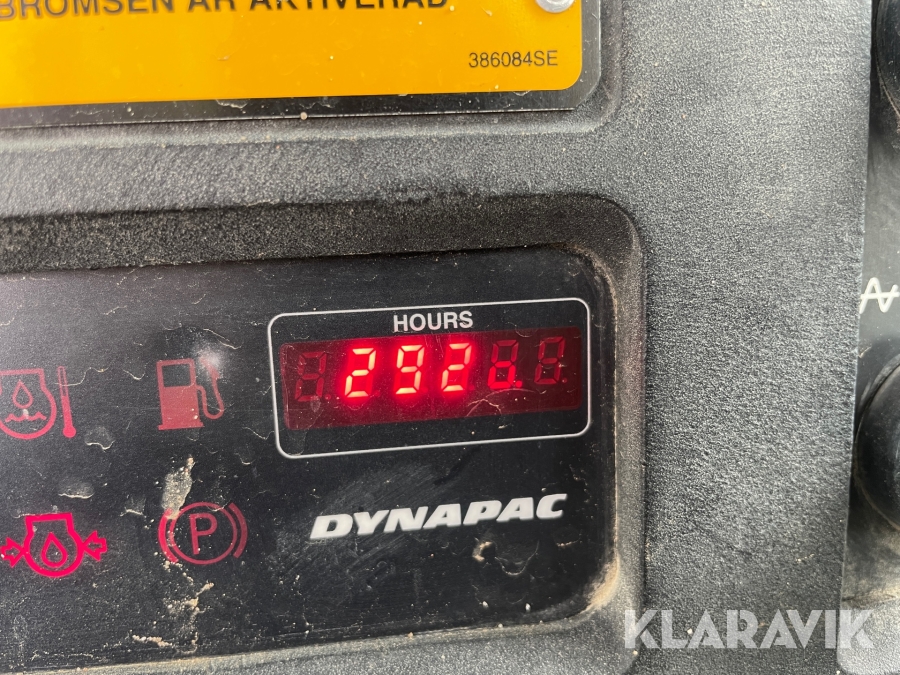 BROMSEN ÄR AKTIVERAD
386084SE
HOURS
DYNAPAC
P
KLARAVIK